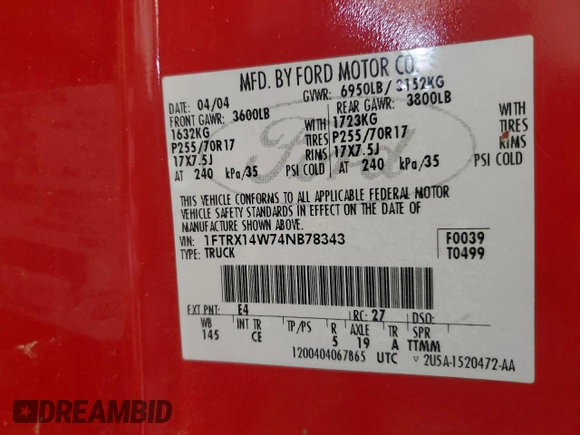 MFD. BY FORD MOTOR CO.
DATE: 04/04 GVWR: 6950LB/ 3152KG
FRONT GAWR: 3600LB REAR GAWR: 3800LB
1632KG WITH 1723KG WITH
P255/70R17 TIRES P255/70R17 TIRES
17X7.5J RIMS 17X7.5J RIMS
AT 240 kPa/35 PSI COLD AT 240 kPa/35 PSI COLD
Ford
THIS VEHICLE CONFORMS TO ALL APPLICABLE FEDERAL MOTOR
VEHICLE SAFETY STANDARDS IN EFFECT ON THE DATE OF
MANUFACTURE SHOWN ABOVE.
VIN: 1FTRX14W74NB78343 F0039
TYPE: TRUCK T0499
EXT PNT: E4 RC: 27 DSO:
WB INT TR TP/PS R AXLE TR SPR
145 CE 5 19 A TTMM
1200404067865 UTC ▽ 2U5A-1520472-AA
DREAMBID